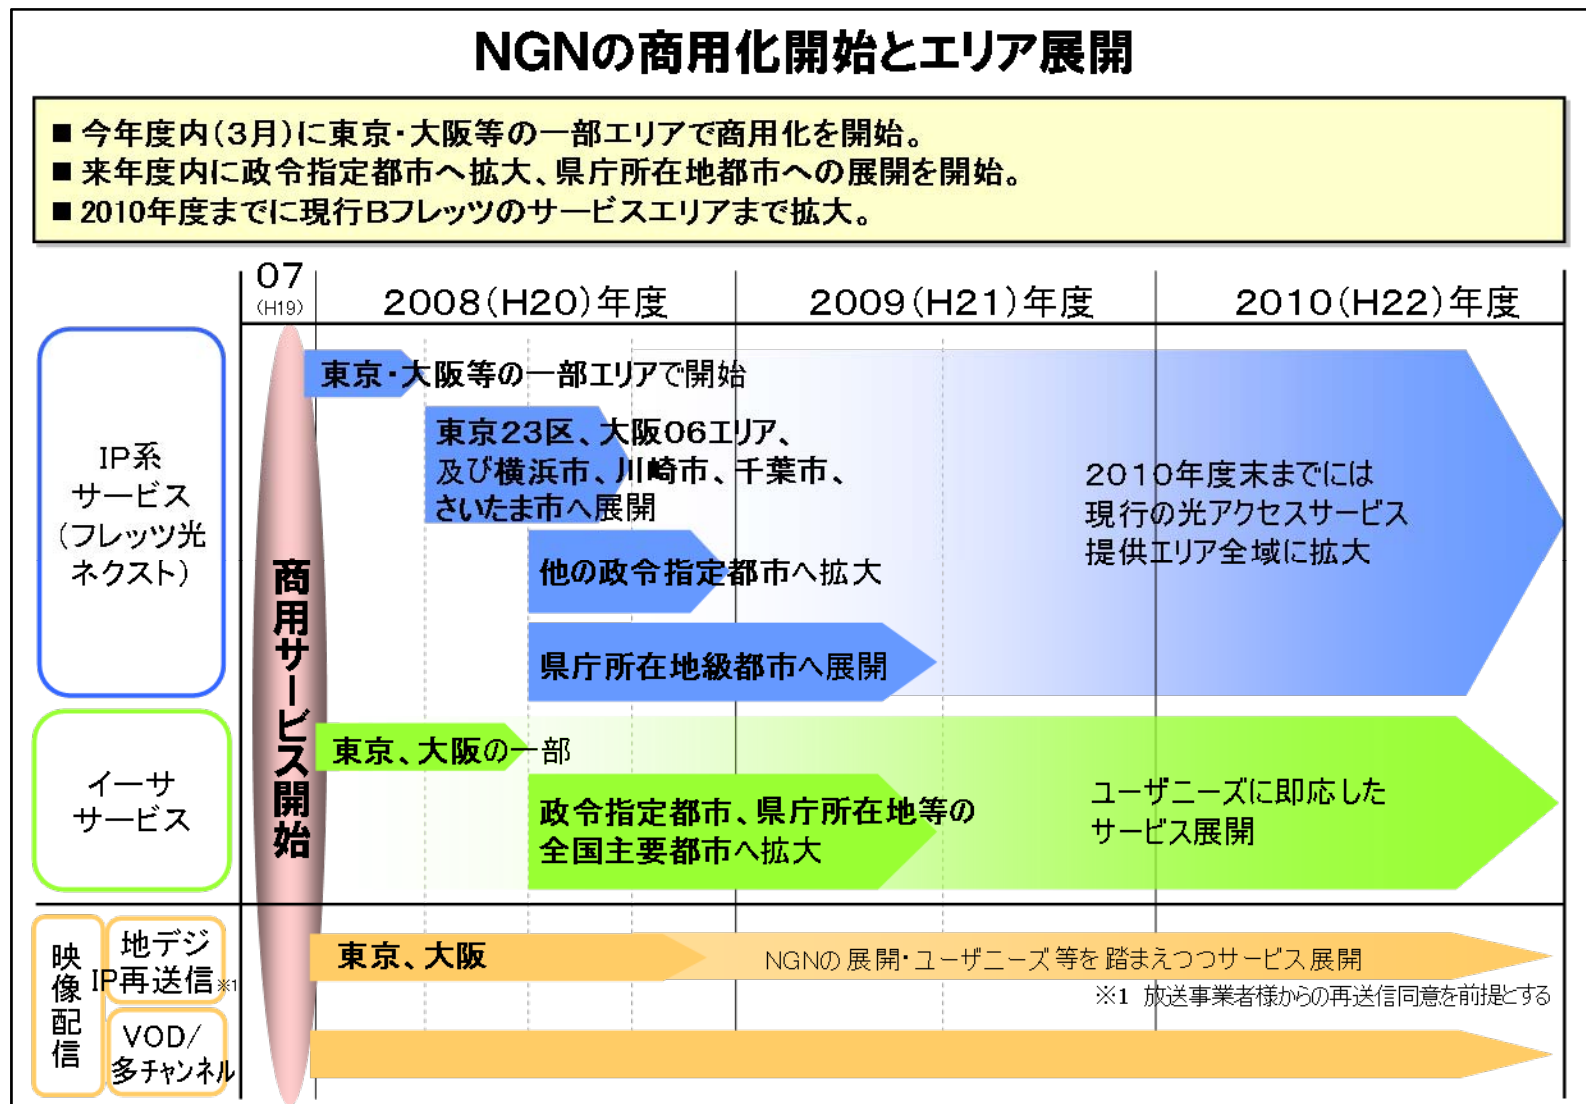 NGNの商用化開始とエリア展開
■ 今年度内(3月)に東京・大阪等の一部エリアで商用化を開始。
■ 来年度内に政令指定都市へ拡大、県庁所在地都市への展開を開始。
■ 2010年度までに現行Bフレッツのサービスエリアまで拡大。
07
(H19)
2008(H20)年度
2009(H21)年度
2010(H22)年度
商用サービス開始
IP系
サービス
(フレッツ光
ネクスト)
東京・大阪等の一部エリアで開始
東京23区、大阪06エリア、
及び横浜市、川崎市、千葉市、
さいたま市へ展開
他の政令指定都市へ拡大
県庁所在地級都市へ展開
2010年度末までには
現行の光アクセスサービス
提供エリア全域に拡大
イーサ
サービス
東京、大阪の一部
政令指定都市、県庁所在地等の
全国主要都市へ拡大
ユーザニーズに即応した
サービス展開
映像配信
地デジ
IP再送信※1
東京、大阪
NGNの展開・ユーザニーズ等を踏まえつつサービス展開
※1 放送事業者様からの再送信同意を前提とする
VOD/
多チャンネル